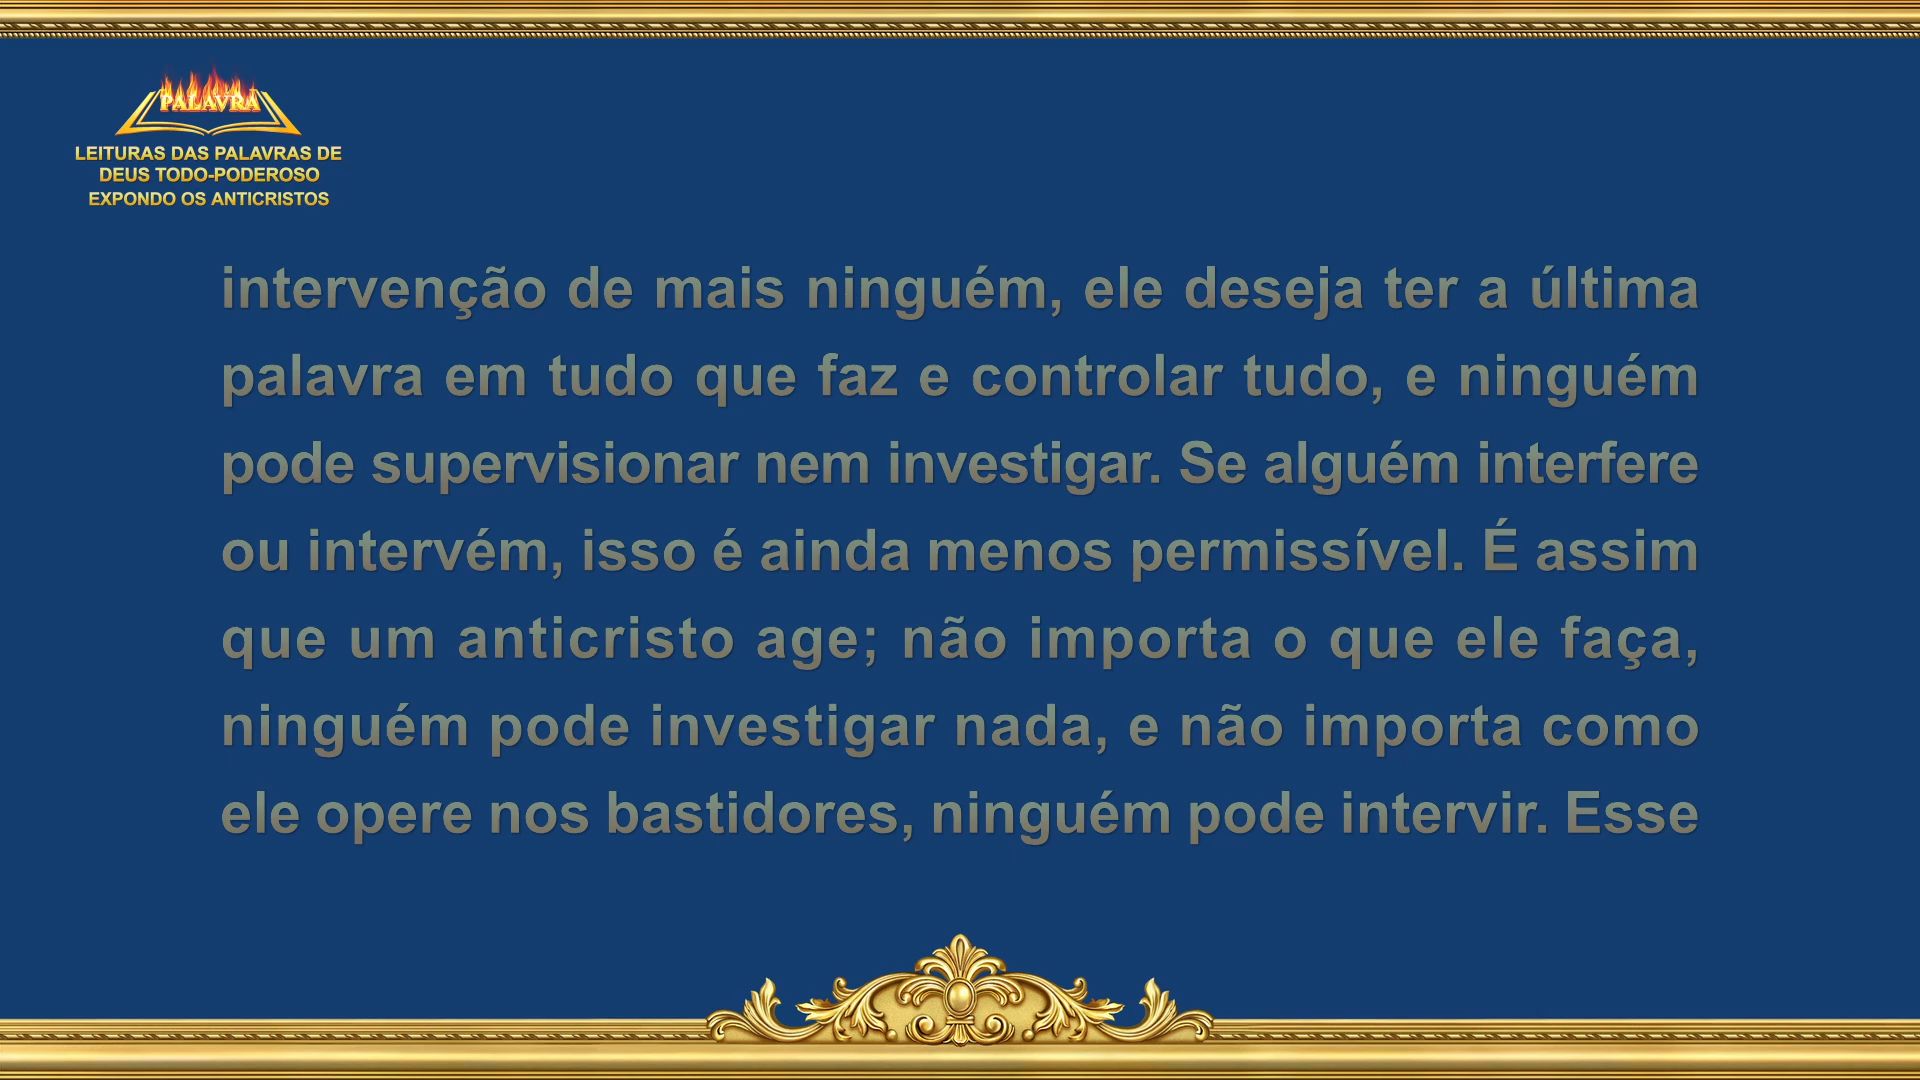 PALAVRA
LEITURAS DAS PALAVRAS DE
DEUS TODO-PODEROSO
EXPONDO OS ANTICRISTOS
intervenção de mais ninguém, ele deseja ter a última
palavra em tudo que faz e controlar tudo, e ninguém
pode supervisionar nem investigar. Se alguém interfere
ou intervém, isso é ainda menos permissível. É assim
que um anticristo age; não importa o que ele faça,
ninguém pode investigar nada, e não importa como
ele opere nos bastidores, ninguém pode intervir. Esse